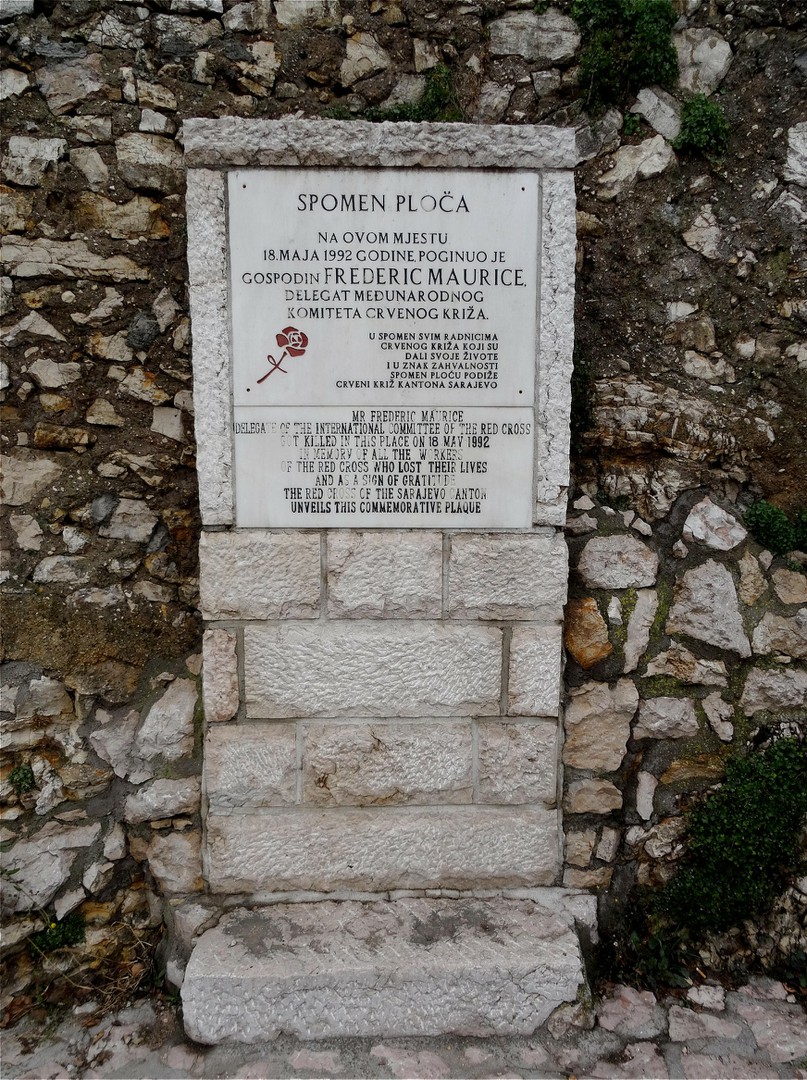 SPOMEN PLOČA
NA OVOM MJESTU
18.MAJA 1992 GODINE, POGINUO JE
GOSPODIN FREDERIC MAURICE,
DELEGAT MEĐUNARODNOG
KOMITETA CRVENOG KRIŽA.
U SPOMEN SVIM RADNICIMA
CRVENOG KRIŽA KOJI SU
DALI SVOJE ŽIVOTE
I U ZNAK ZAHVALNOSTI
SPOMEN PLOČU PODIŽE
CRVENI KRIŽ KANTONA SARAJEVO
MR FREDERIC MAURICE
DELEGATE OF THE INTERNATIONAL COMMITTEE OF THE RED CROSS
GOT KILLED IN THIS PLACE ON 18 MAY 1992
IN MEMORY OF ALL THE WORKERS
OF THE RED CROSS WHO LOST THEIR LIVES
AND AS A SIGN OF GRATITUDE
THE RED CROSS OF THE SARAJEVO CANTON
UNVEILS THIS COMMEMORATIVE PLAQUE